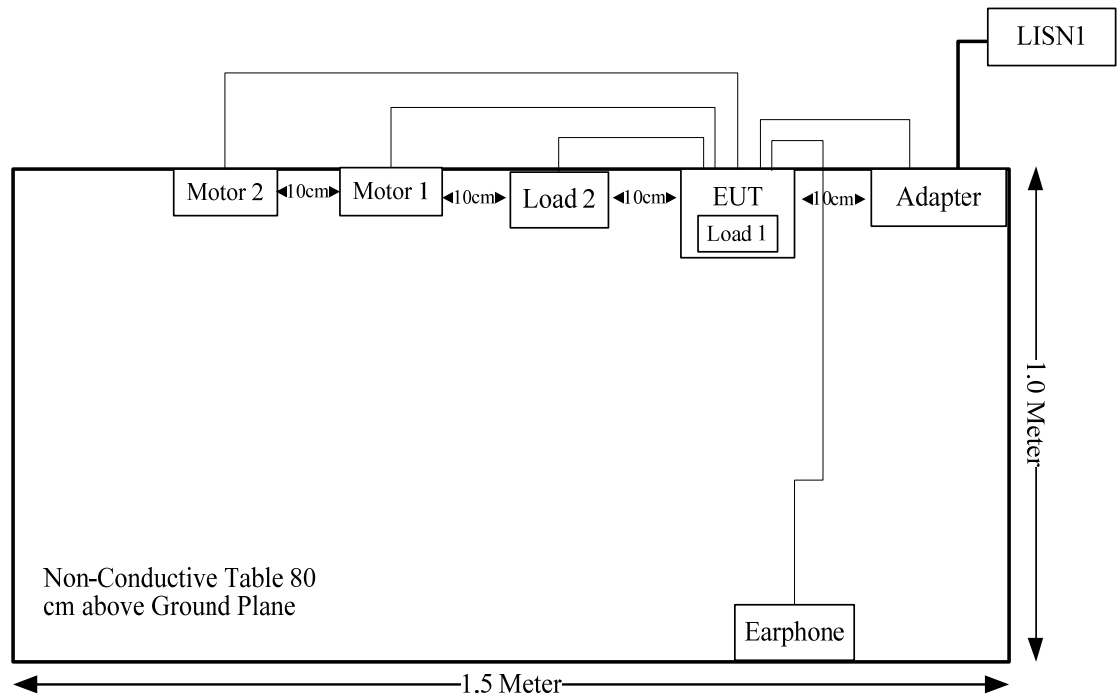 LISN1
Motor 2
10cm
Motor 1
10cm
Load 2
10cm
EUT
10cm
Adapter
Load 1
1.0 Meter
Non-Conductive Table 80
cm above Ground Plane
Earphone
1.5 Meter